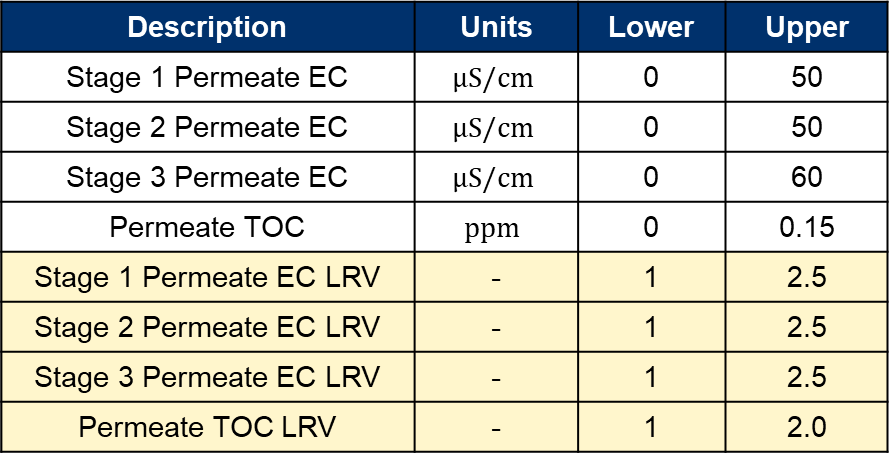 Description Units Lower Upper
Stage 1 Permeate EC μS/cm 0 50
Stage 2 Permeate EC μS/cm 0 50
Stage 3 Permeate EC μS/cm 0 60
Permeate TOC ppm 0 0.15
Stage 1 Permeate EC LRV - 1 2.5
Stage 2 Permeate EC LRV - 1 2.5
Stage 3 Permeate EC LRV - 1 2.5
Permeate TOC LRV - 1 2.0